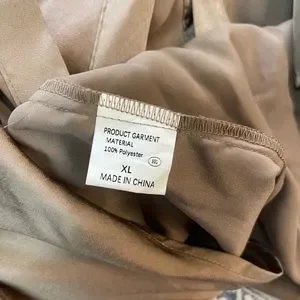 PRODUCT GARMENT
MATERIAL
100% Polyester
XL
MADE IN CHINA